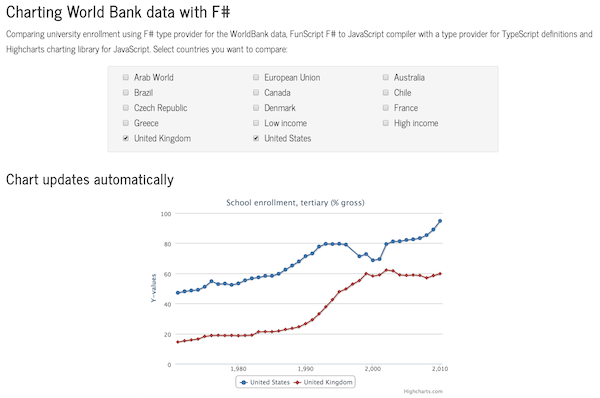 Charting World Bank data with F#
Comparing university enrollment using F# type provider for the WorldBank data, FunScript F# to JavaScript compiler with a type provider for TypeScript definitions and
Highcharts charting library for JavaScript. Select countries you want to compare:
Arab World European Union Australia
Brazil Canada Chile
Czech Republic Denmark France
Greece Low income High income
United Kingdom United States
Chart updates automatically
School enrollment, tertiary (% gross)
100
80
60
40
20
0
Y-values
1,980 1,990 2,000 2,010
United States United Kingdom
Highcharts.com